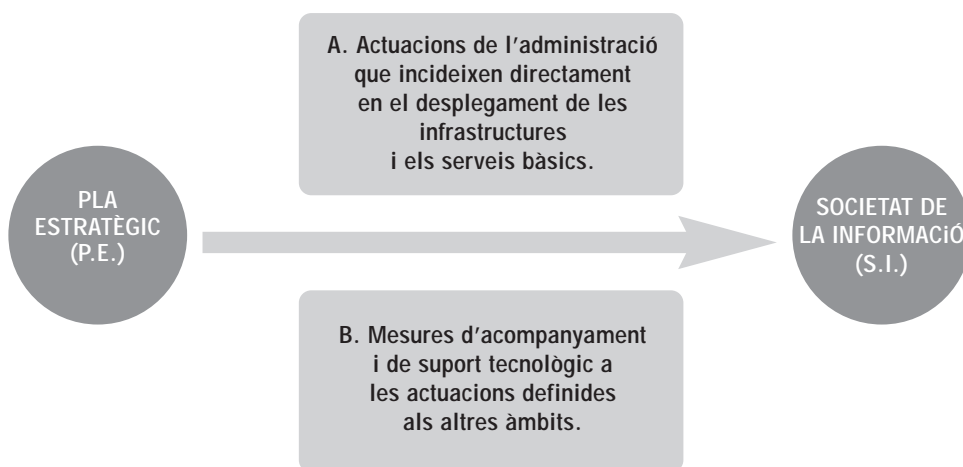 A. Actuacions de l'administració
que incideixen directament
en el desplegament de les
infrastructures
i els serveis bàsics.
PLA
ESTRATÈGIC
(P.E.)
SOCIETAT DE
LA INFORMACiÓ
(S.I.)
B. Mesures d'acompanyament
i de suport tecnològic a
les actuacions definides
als altres àmbits.